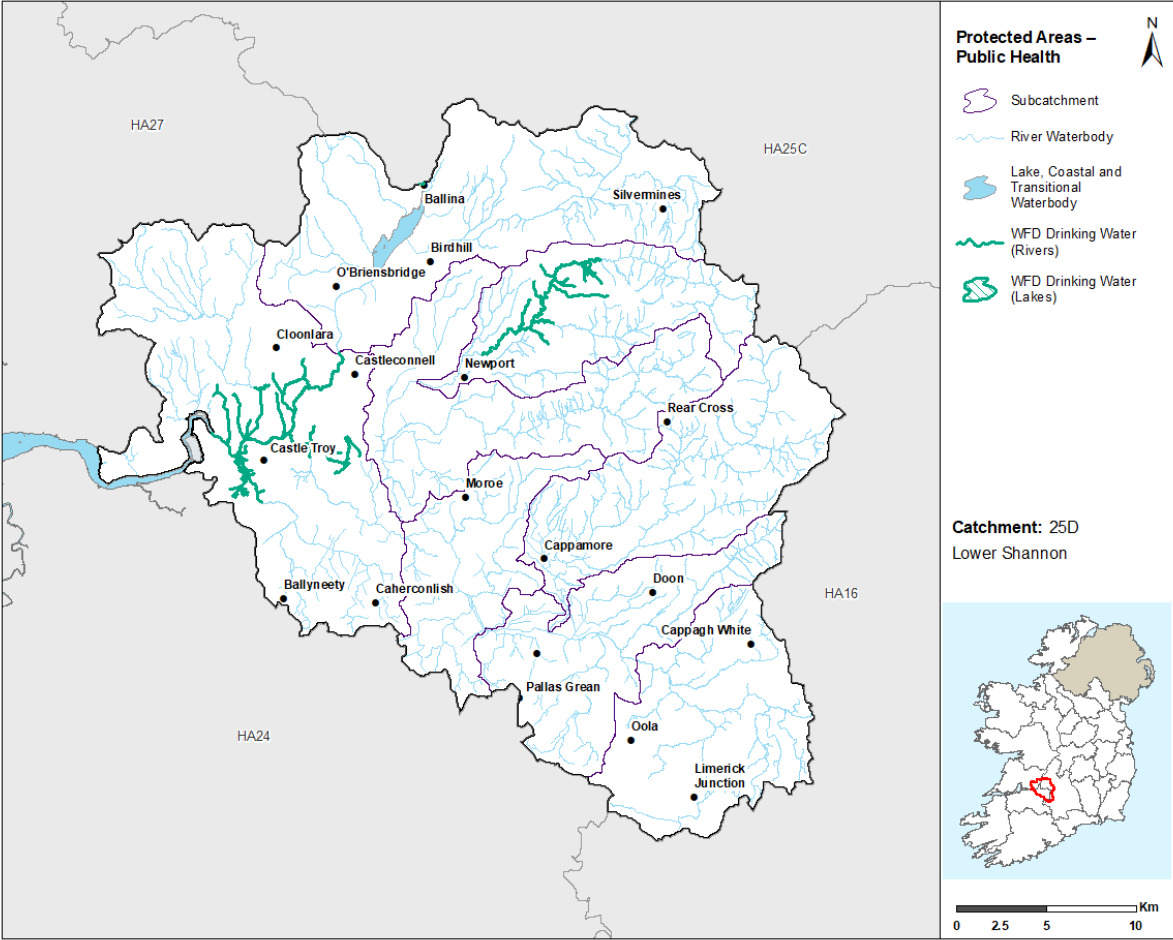 HA27
HA25C
Ballina
Silvermines
Birdhill
O'Briensbridge
Cloonlara
Castleconnell
Newport
Rear Cross
Castle Troy
Moroe
Cappamore
Ballyneety
Caherconlish
Doon
HA16
Cappagh White
Pallas Grean
Oola
HA24
Limerick
Junction
Protected Areas –
Public Health
N
Subcatchment
River Waterbody
Lake, Coastal and
Transitional
Waterbody
WFD Drinking Water
(Rivers)
WFD Drinking Water
(Lakes)
Catchment: 25D
Lower Shannon
Km
0 2.5 5 10